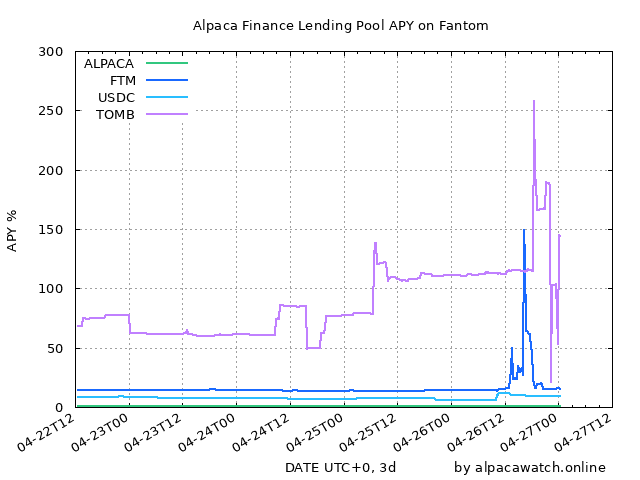 Alpaca Finance Lending Pool APY on Fantom
300
250
200
150
100
50
0
APY %
ALPACA
FTM
USDC
TOMB
04-22T12
04-23T00
04-23T12
04-24T00
04-24T12
04-25T00
04-25T12
04-26T00
04-26T12
04-27T00
04-27T12
DATE UTC+0, 3d
by alpacawatch.online